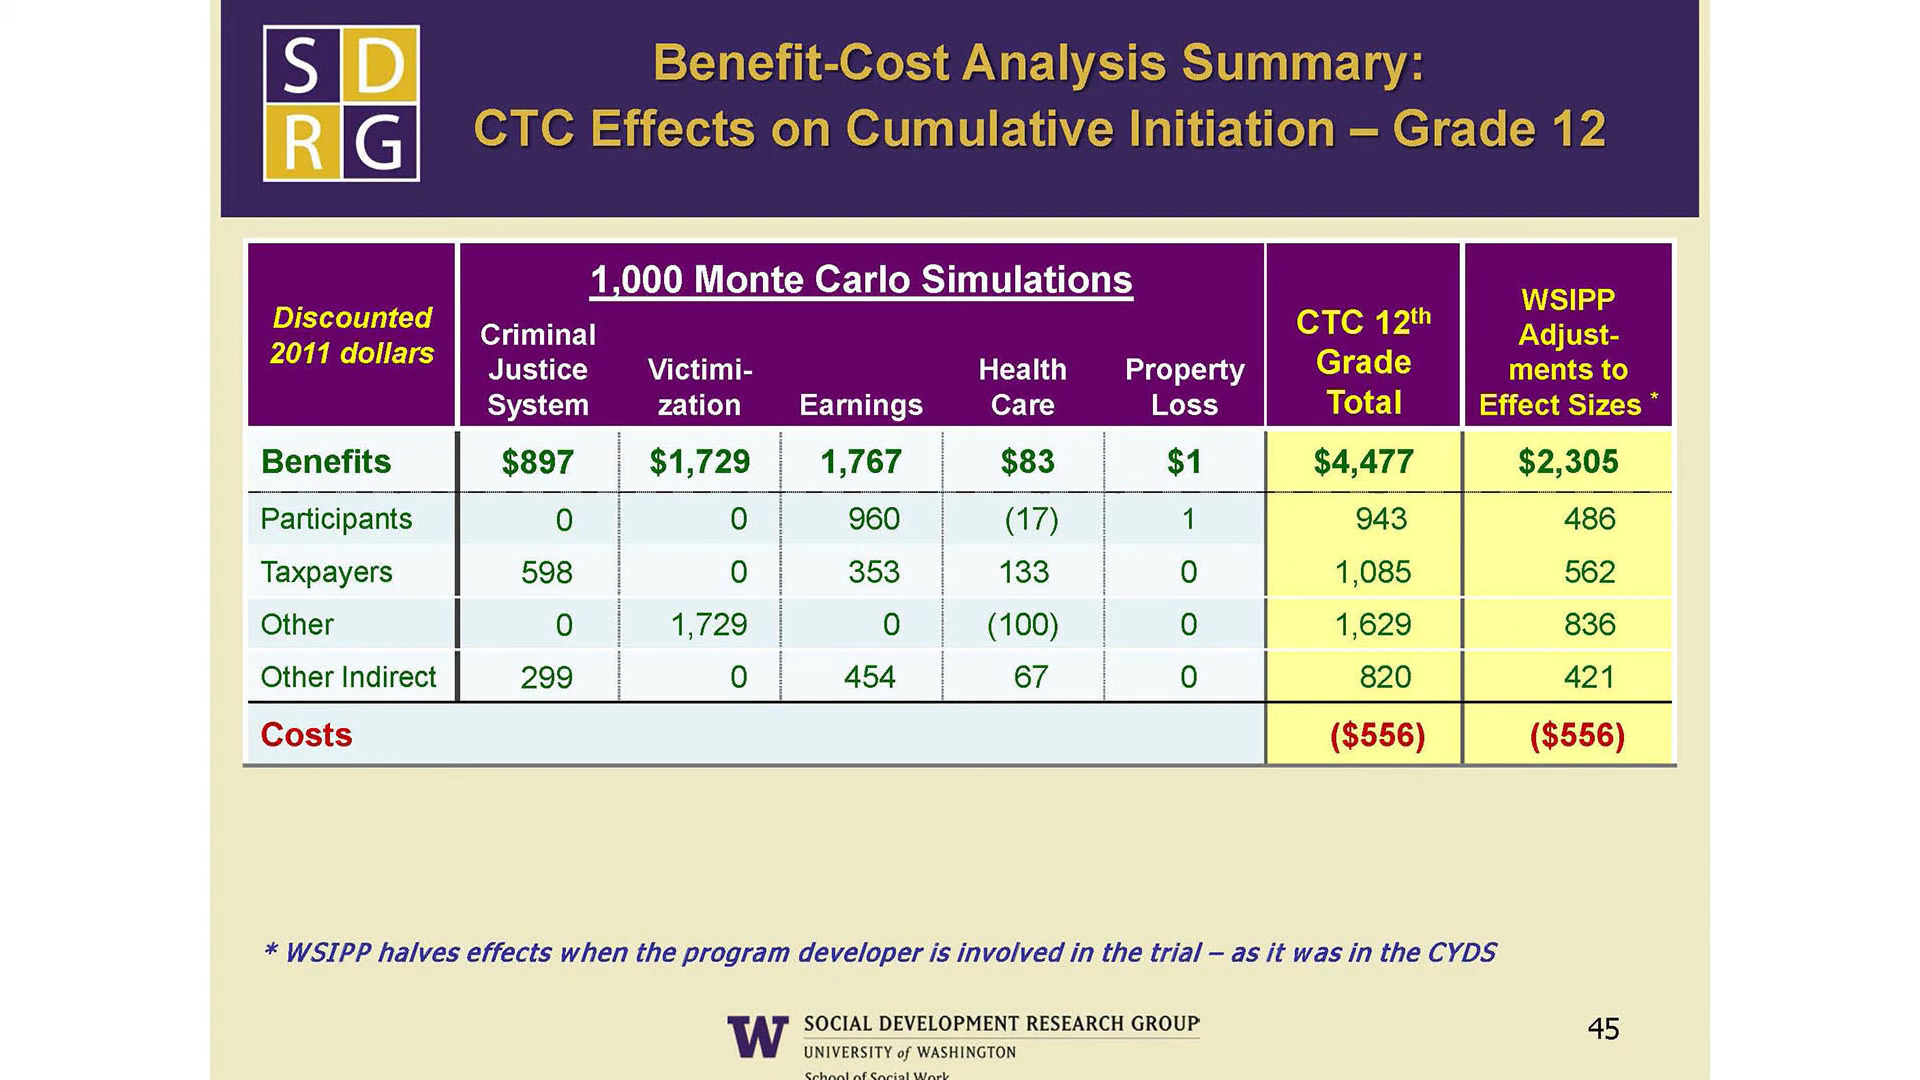 S D
R G
Benefit-Cost Analysis Summary:
CTC Effects on Cumulative Initiation – Grade 12
Discounted
2011 dollars
1,000 Monte Carlo Simulations
Criminal
Justice
System
Victimi-
zation
Earnings
Health
Care
Property
Loss
CTC 12th
Grade
Total
WSIPP
Adjust-
ments to
Effect Sizes *
Benefits $897 $1,729 1,767 $83 $1 $4,477 $2,305
Participants 0 0 960 (17) 1 943 486
Taxpayers 598 0 353 133 0 1,085 562
Other 0 1,729 0 (100) 0 1,629 836
Other Indirect 299 0 454 67 0 820 421
Costs ($556) ($556)
* WSIPP halves effects when the program developer is involved in the trial – as it was in the CYDS
W
SOCIAL DEVELOPMENT RESEARCH GROUP
UNIVERSITY of WASHINGTON
School of Social Work
45